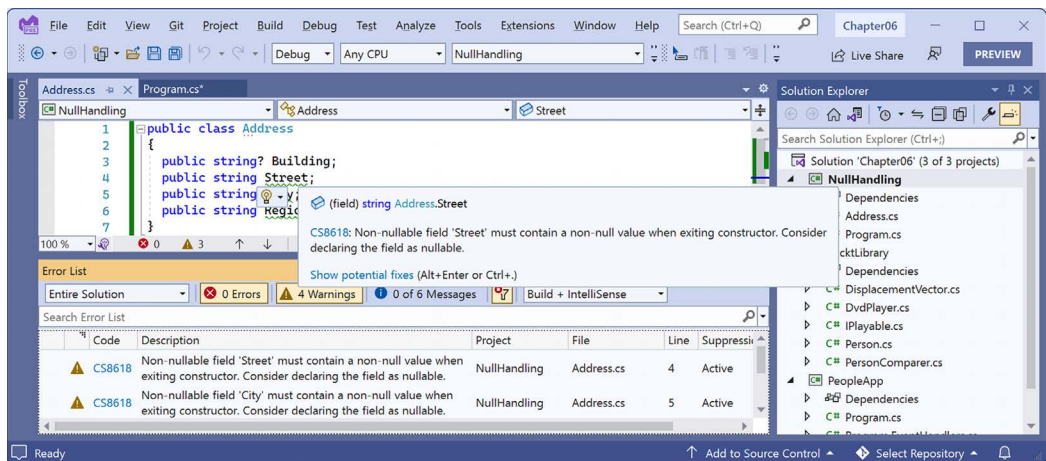 File Edit View Git Project Build Debug Test Analyze Tools Extensions Window Help Search (Ctrl+Q) Chapter06
Debug Any CPU NullHandling Live Share PREVIEW
Toolbox
Address.cs Program.cs*
NullHandling Address Street
1 public class Address
2 {
3 public string? Building;
4 public string Street;
5 public string
6 public string Regio
7 }
(field) string Address.Street
CS8618: Non-nullable field 'Street' must contain a non-null value when exiting constructor. Consider
declaring the field as nullable.
Show potential fixes (Alt+Enter or Ctrl+.)
100 % 0 3
Error List
Entire Solution 0 Errors 4 Warnings 0 of 6 Messages Build + IntelliSense
Search Error List
Code Description Project File Line Suppressi
CS8618 Non-nullable field 'Street' must contain a non-null value when NullHandling Address.cs 4 Active
exiting constructor. Consider declaring the field as nullable.
CS8618 Non-nullable field 'City' must contain a non-null value when NullHandling Address.cs 5 Active
exiting constructor. Consider declaring the field as nullable.
Solution Explorer
Search Solution Explorer (Ctrl+;)
Solution 'Chapter06' (3 of 3 projects)
C# NullHandling
Dependencies
Address.cs
Program.cs
cktLibrary
Dependencies
C# DisplacementVector.cs
C# DvdPlayer.cs
C# IPlayable.cs
C# Person.cs
C# PersonComparer.cs
C# PeopleApp
Dependencies
C# Program.cs
Ready Add to Source Control Select Repository